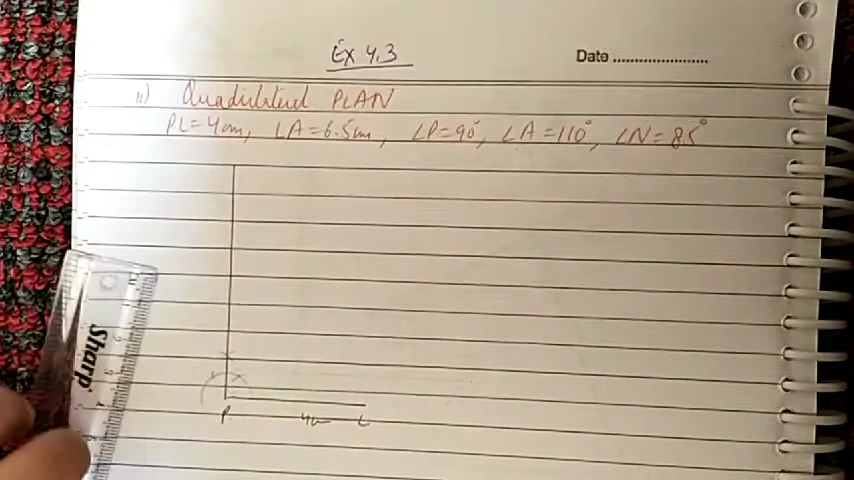 Ex 4.3
Date ........................
ii) Quadrilateral PLAN
PL=4cm, LA=6.5cm, ∠P=90°, ∠A=110°, ∠N=85°
Sharp
P 4cm L